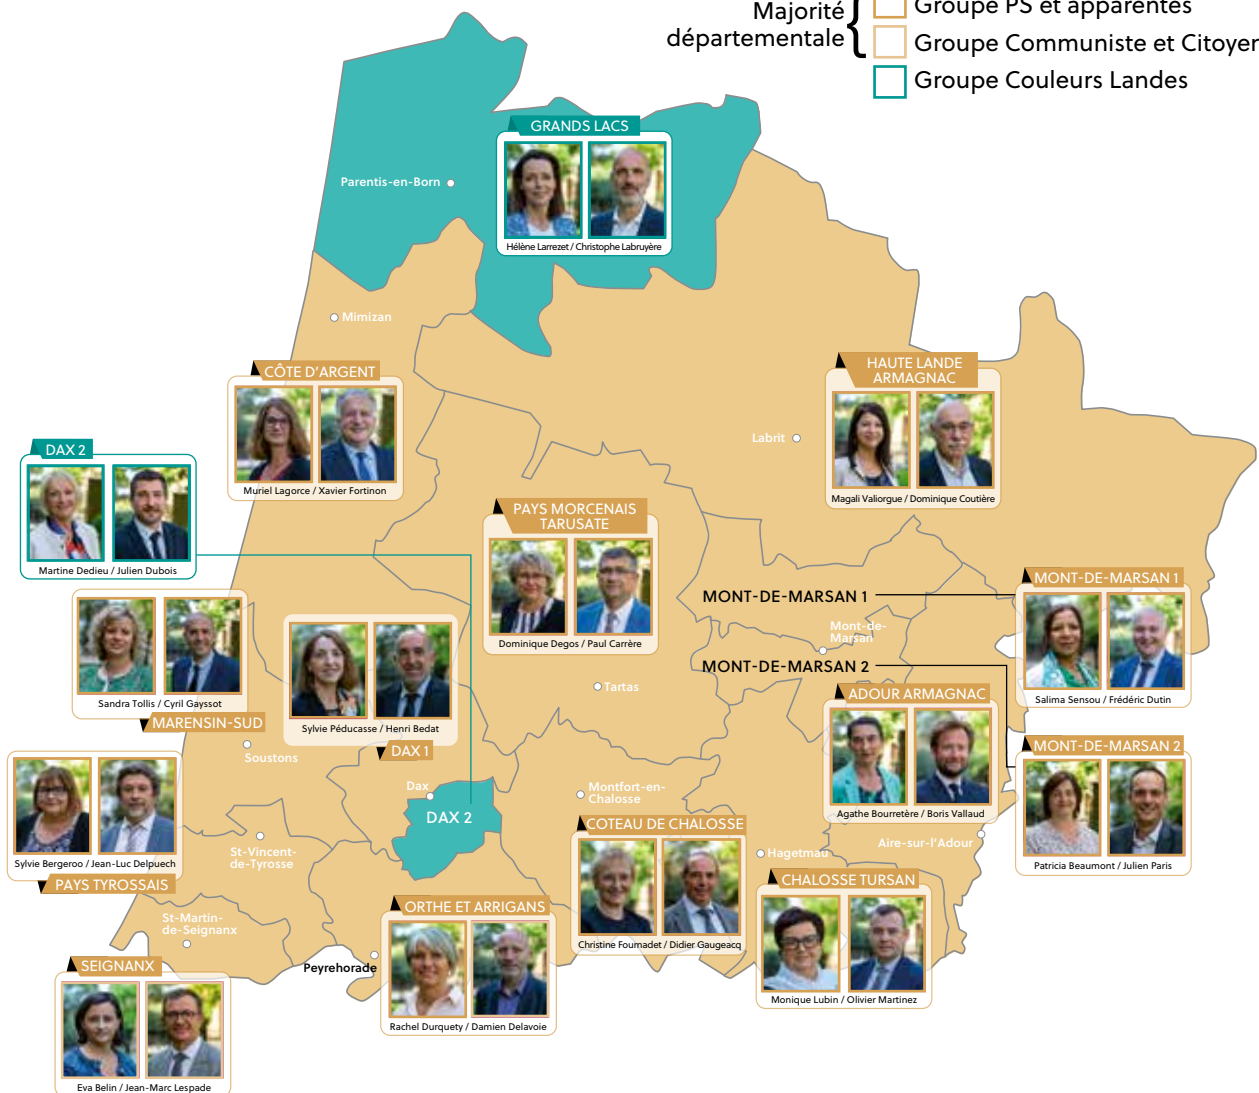 Majorité
départementale
Groupe PS et apparentés
Groupe Communiste et Citoyen
Groupe Couleurs Landes
GRANDS LACS
Hélène Larrezet / Christophe Labruyère
Parentis-en-Born
Mimizan
CÔTE D'ARGENT
Muriel Lagorce / Xavier Fortinon
HAUTE LANDE
ARMAGNAC
Magali Valiorgue / Dominique Coutière
Labrit
DAX 2
Martine Dedieu / Julien Dubois
PAYS MORCENAIS
TARUSATE
Dominique Degos / Paul Carrère
MONT-DE-MARSAN 1
Mont-de-
Marsan
MONT-DE-MARSAN 2
MONT-DE-MARSAN 1
Salima Sensou / Frédéric Dutin
Sandra Tollis / Cyril Gayssot
MARENSIN-SUD
Sylvie Péducasse / Henri Bedat
DAX 1
Tartas
Soustons
ADOUR ARMAGNAC
Agathe Bourretère / Boris Vallaud
MONT-DE-MARSAN 2
Patricia Beaumont / Julien Paris
Sylvie Bergeroo / Jean-Luc Delpuech
PAYS TYROSSAIS
Dax
DAX 2
Montfort-en-
Chalosse
COTEAU DE CHALOSSE
Christine Fournadet / Didier Gaugeacq
St-Vincent-
de-Tyrosse
Hagetmau
Aire-sur-l'Adour
CHALOSSE TURSAN
Monique Lubin / Olivier Martinez
ORTHE ET ARRIGANS
Rachel Durquety / Damien Delavoie
St-Martin-
de-Seignanx
Peyrehorade
SEIGNANX
Eva Belin / Jean-Marc Lespade